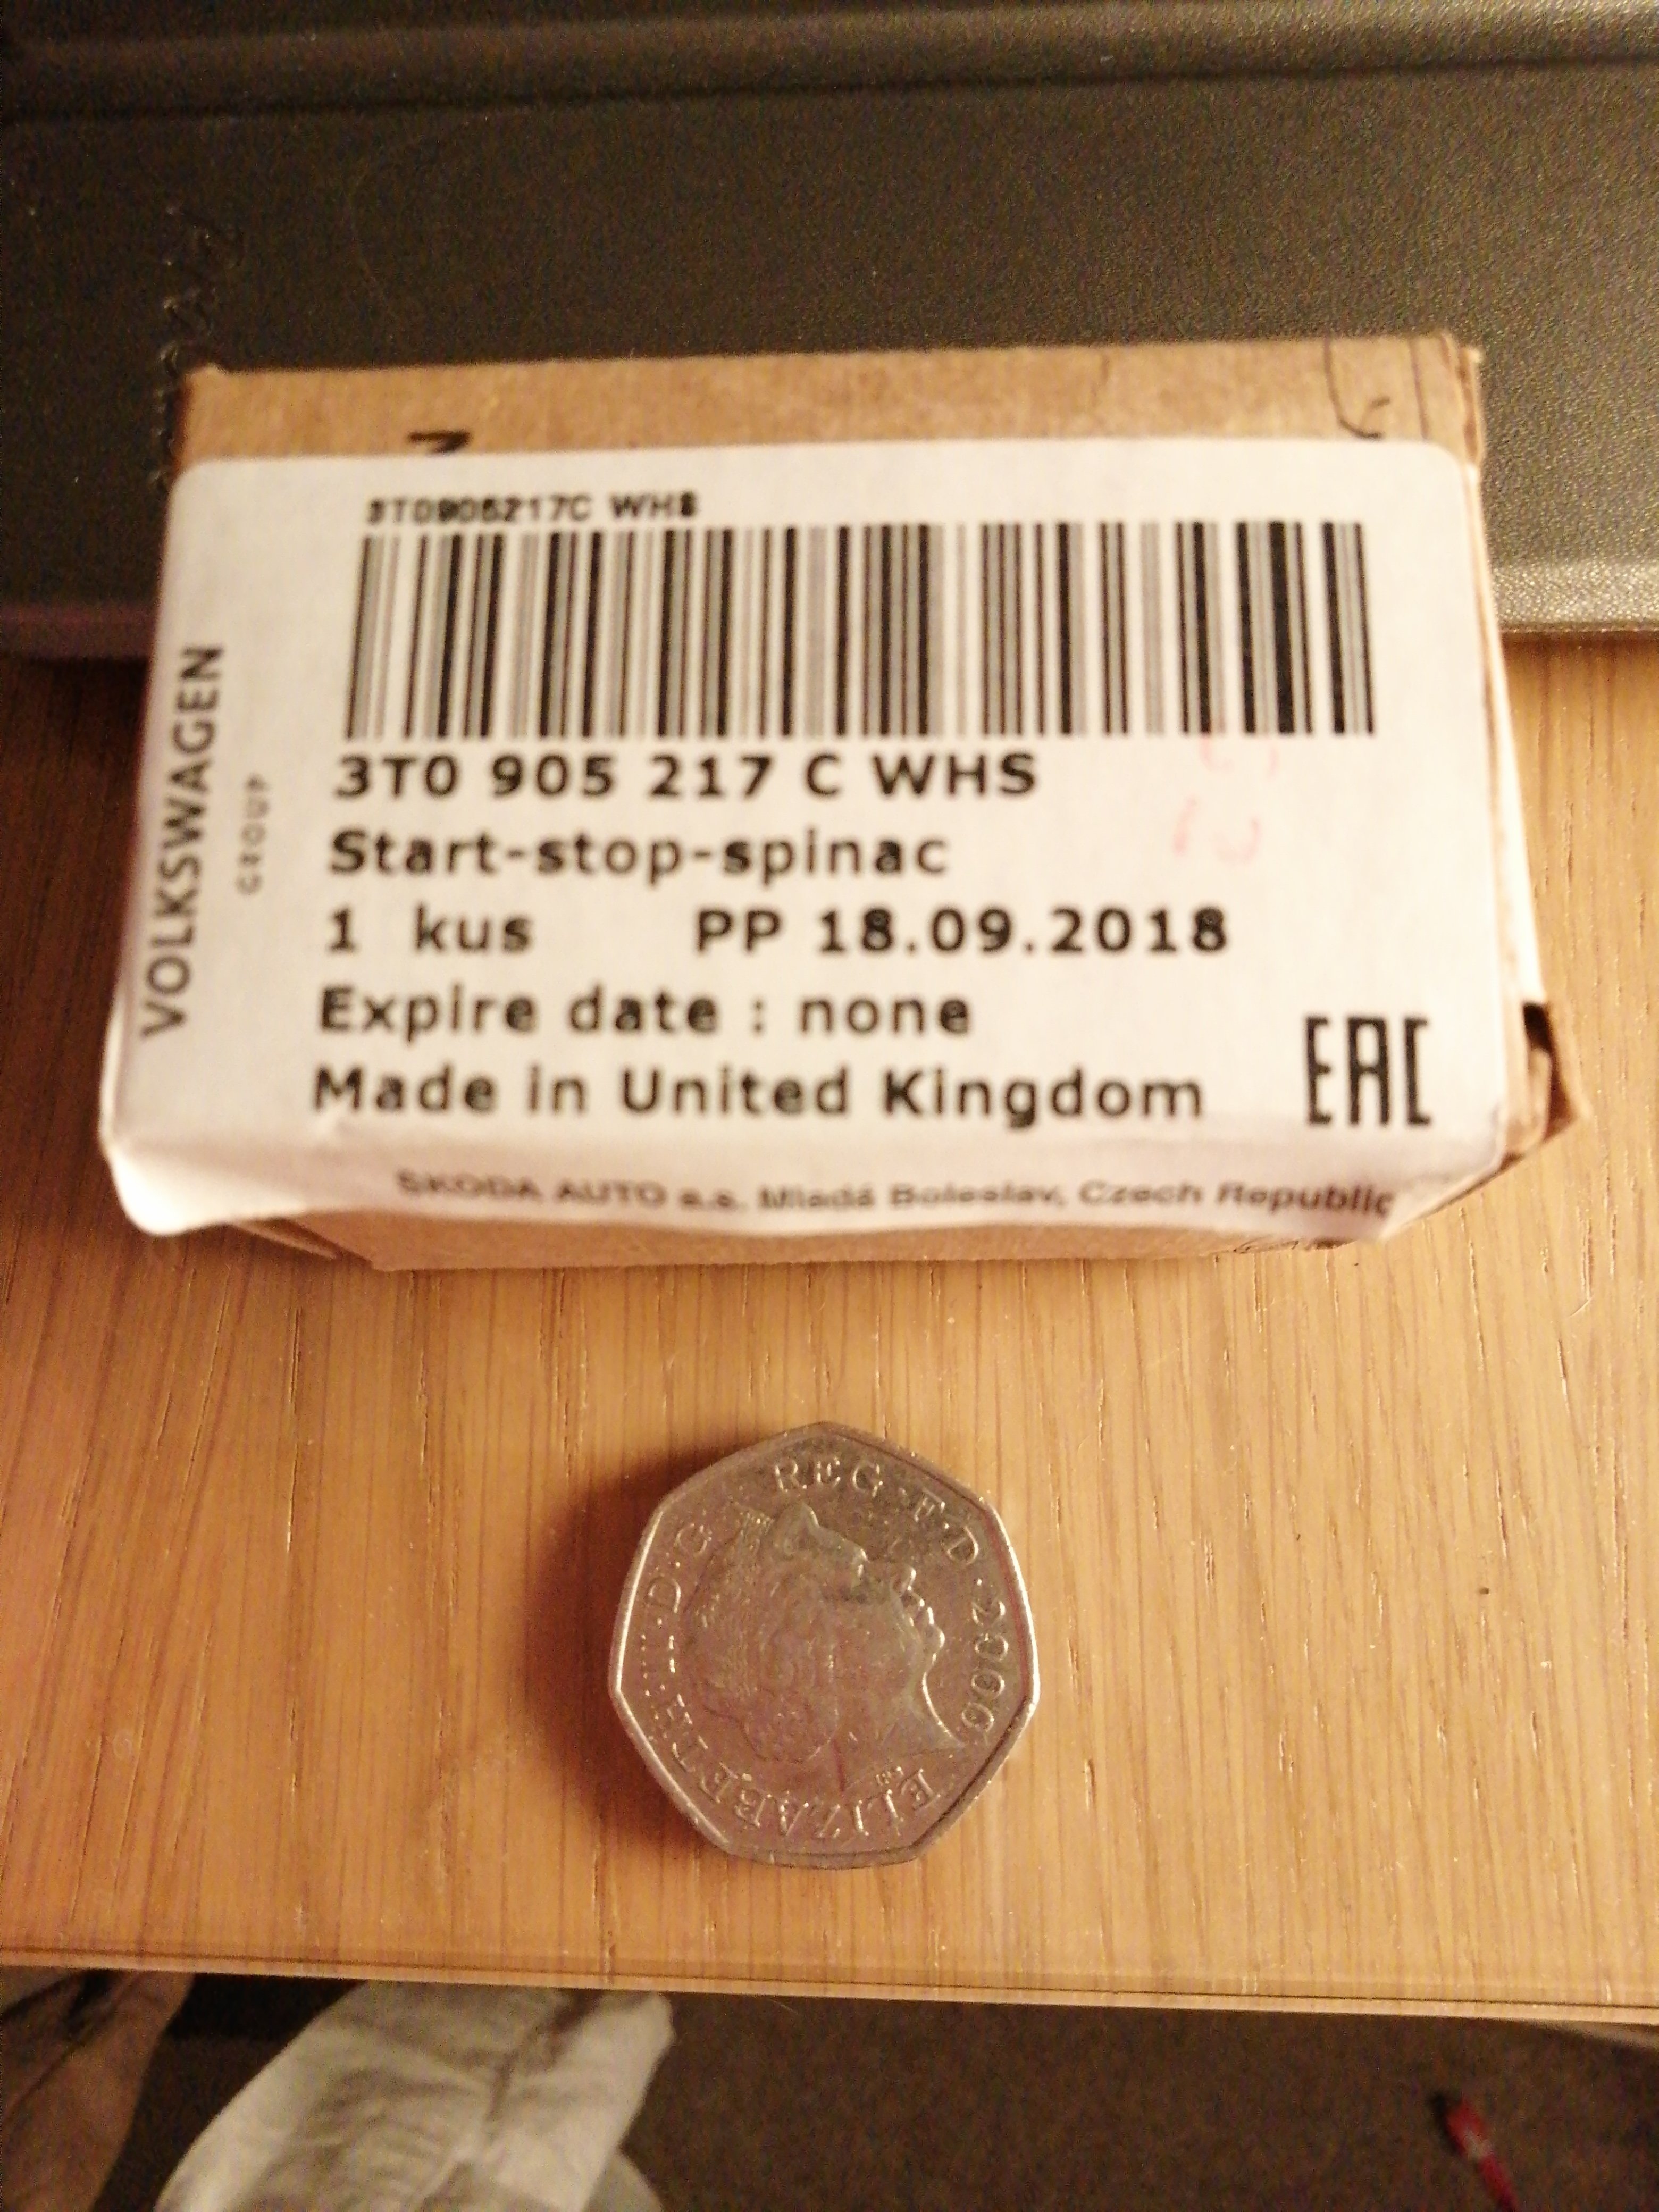 3T0905217C WHS
VOLKSWAGEN
GROUP
3T0 905 217 C WHS
Start-stop-spinac
1 kus PP 18.09.2018
Expire date : none
Made in United Kingdom
EAC
SKODA AUTO a.s. Mladá Boleslav, Czech Republic
ELIZABETH·II·D·G REG·F·D·2000